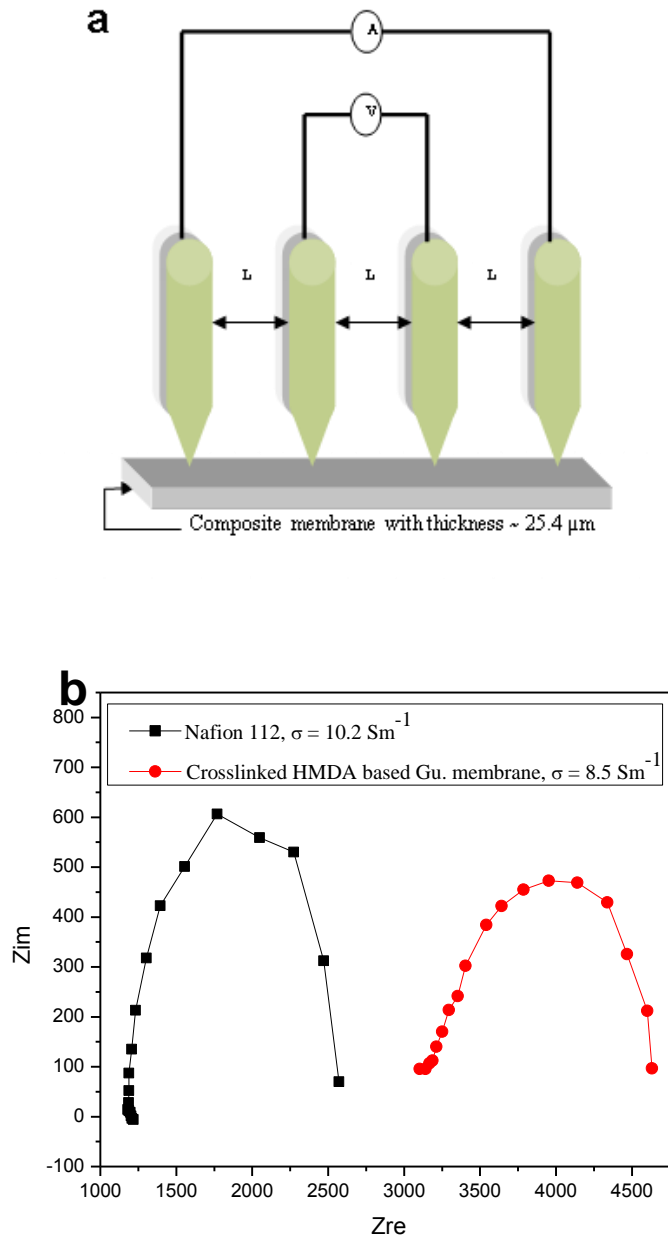 a
A
V
L L L
Composite membrane with thickness ~ 25.4 µm
b
Nafion 112, σ = 10.2 Sm⁻¹
Crosslinked HMDA based Gu. membrane, σ = 8.5 Sm⁻¹
800
700
600
500
400
300
200
100
0
-100
Zim
1000 1500 2000 2500 3000 3500 4000 4500
Zre